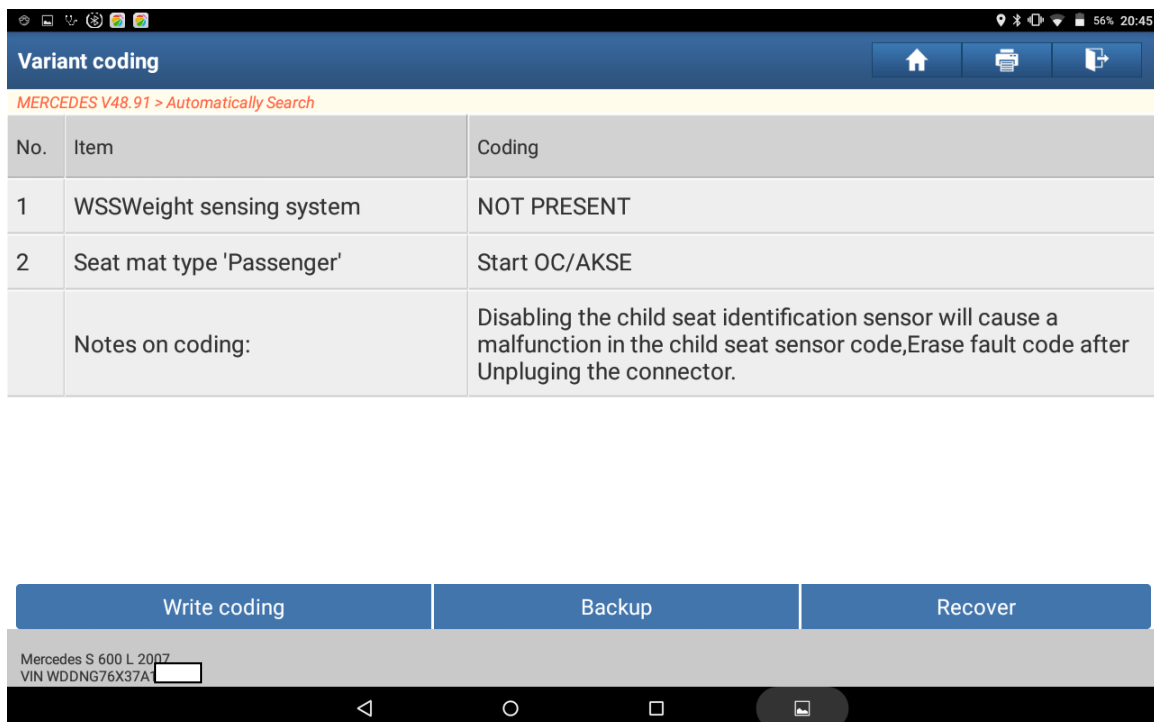 56% 20:45
Variant coding
MERCEDES V48.91 > Automatically Search
No. Item Coding
1 WSSWeight sensing system NOT PRESENT
2 Seat mat type 'Passenger' Start OC/AKSE
Notes on coding: Disabling the child seat identification sensor will cause a
malfunction in the child seat sensor code,Erase fault code after
Unpluging the connector.
Write coding Backup Recover
Mercedes S 600 L 2007
VIN WDDNG76X37A1